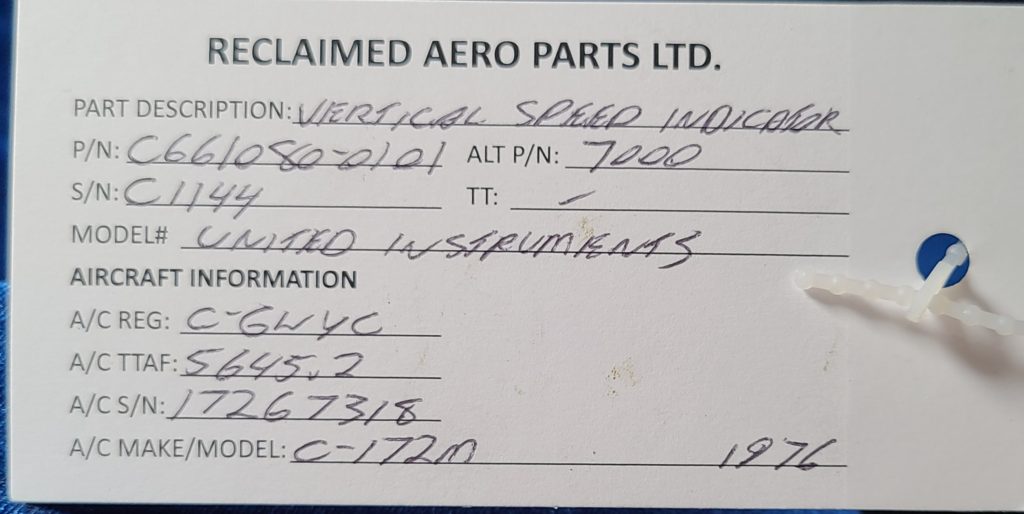 RECLAIMED AERO PARTS LTD.
PART DESCRIPTION: VERTICAL SPEED INDICATOR
P/N: C661080-0101 ALT P/N: 7000
S/N: C1144 TT: -
MODEL# UNITED INSTRUMENTS
AIRCRAFT INFORMATION
A/C REG: C-GWYC
A/C TTAF: 5645.2
A/C S/N: 17267318
A/C MAKE/MODEL: C-172M 1976